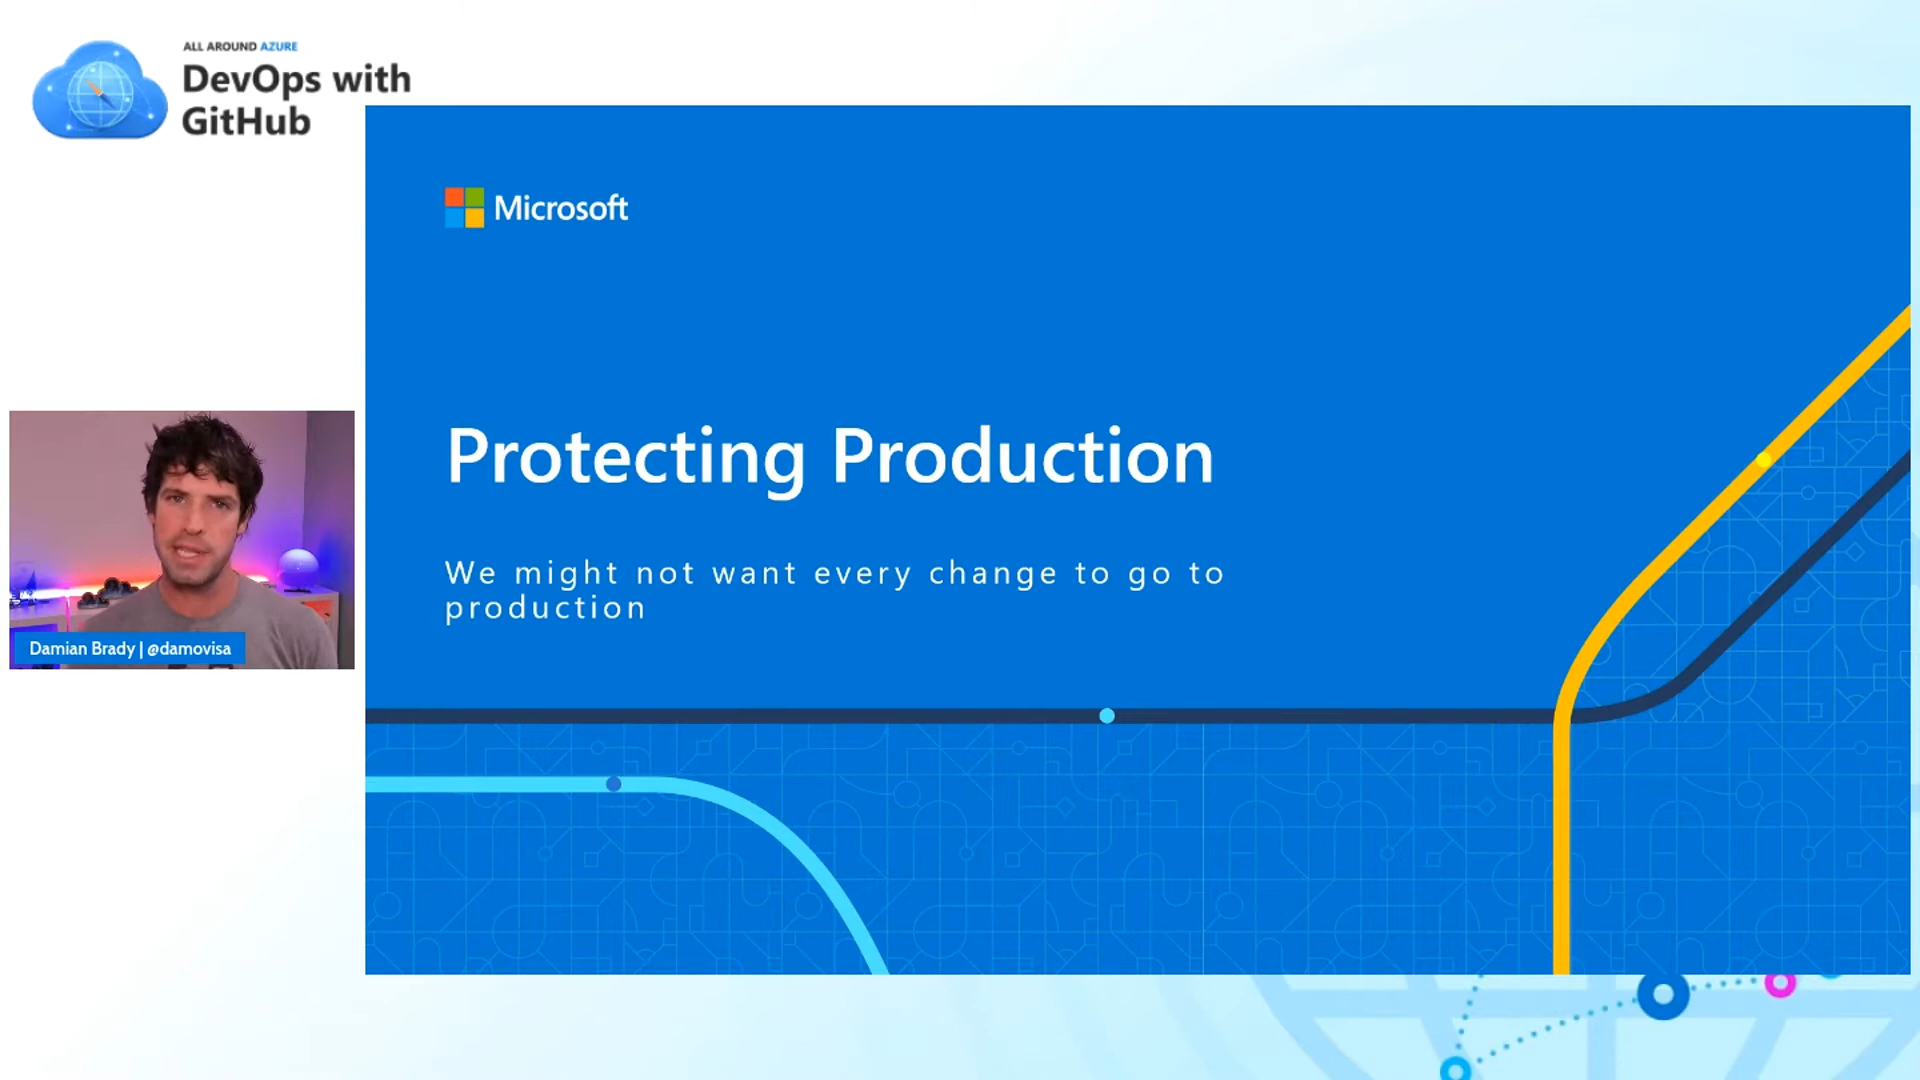 ALL AROUND AZURE
DevOps with
GitHub
Microsoft
Protecting Production
We might not want every change to go to
production
Damian Brady | @damovisa